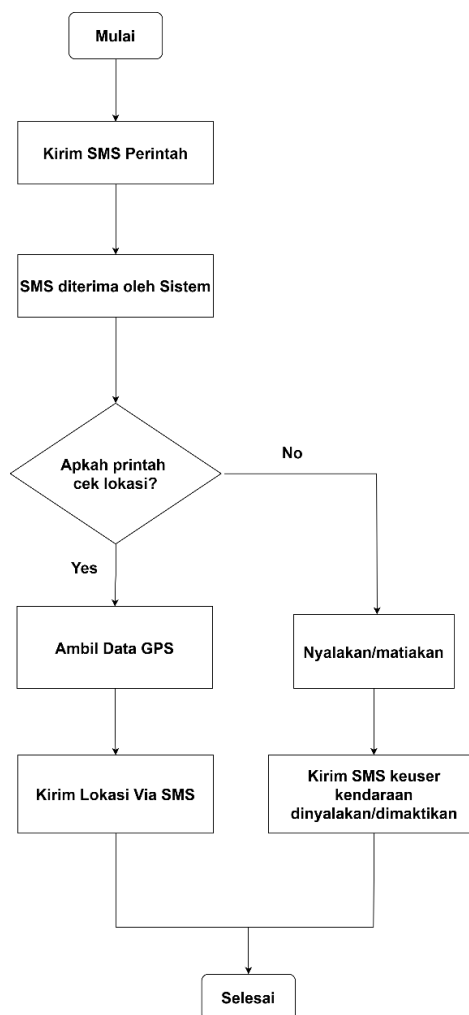 Mulai
Kirim SMS Perintah
SMS diterima oleh Sistem
Apkah printah
cek lokasi?
No
Yes
Ambil Data GPS
Nyalakan/matiakan
Kirim Lokasi Via SMS
Kirim SMS keuser
kendaraan
dinyalakan/dimaktikan
Selesai